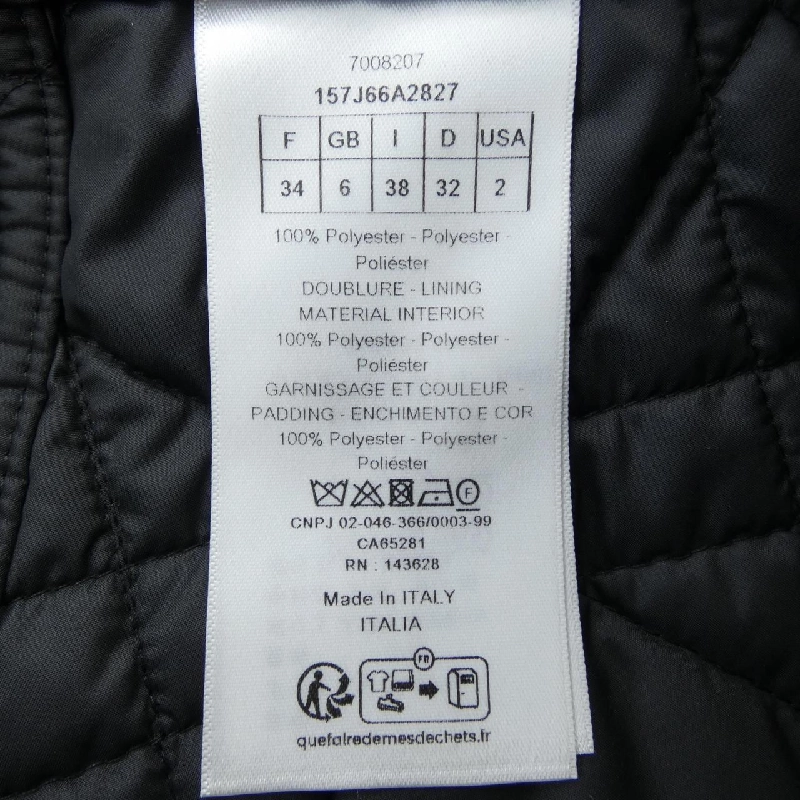 7008207
157J66A2827
F GB I D USA
34 6 38 32 2
100% Polyester - Polyester -
Poliéster
DOUBLURE - LINING
MATERIAL INTERIOR
100% Polyester - Polyester -
Poliéster
GARNISSAGE ET COULEUR -
PADDING - ENCHIMENTO E COR
100% Polyester - Polyester -
Poliéster
F
CNPJ 02-046-366/0003-99
CA65281
RN : 143628
Made In ITALY
ITALIA
FR
quefairedemesdechets.fr